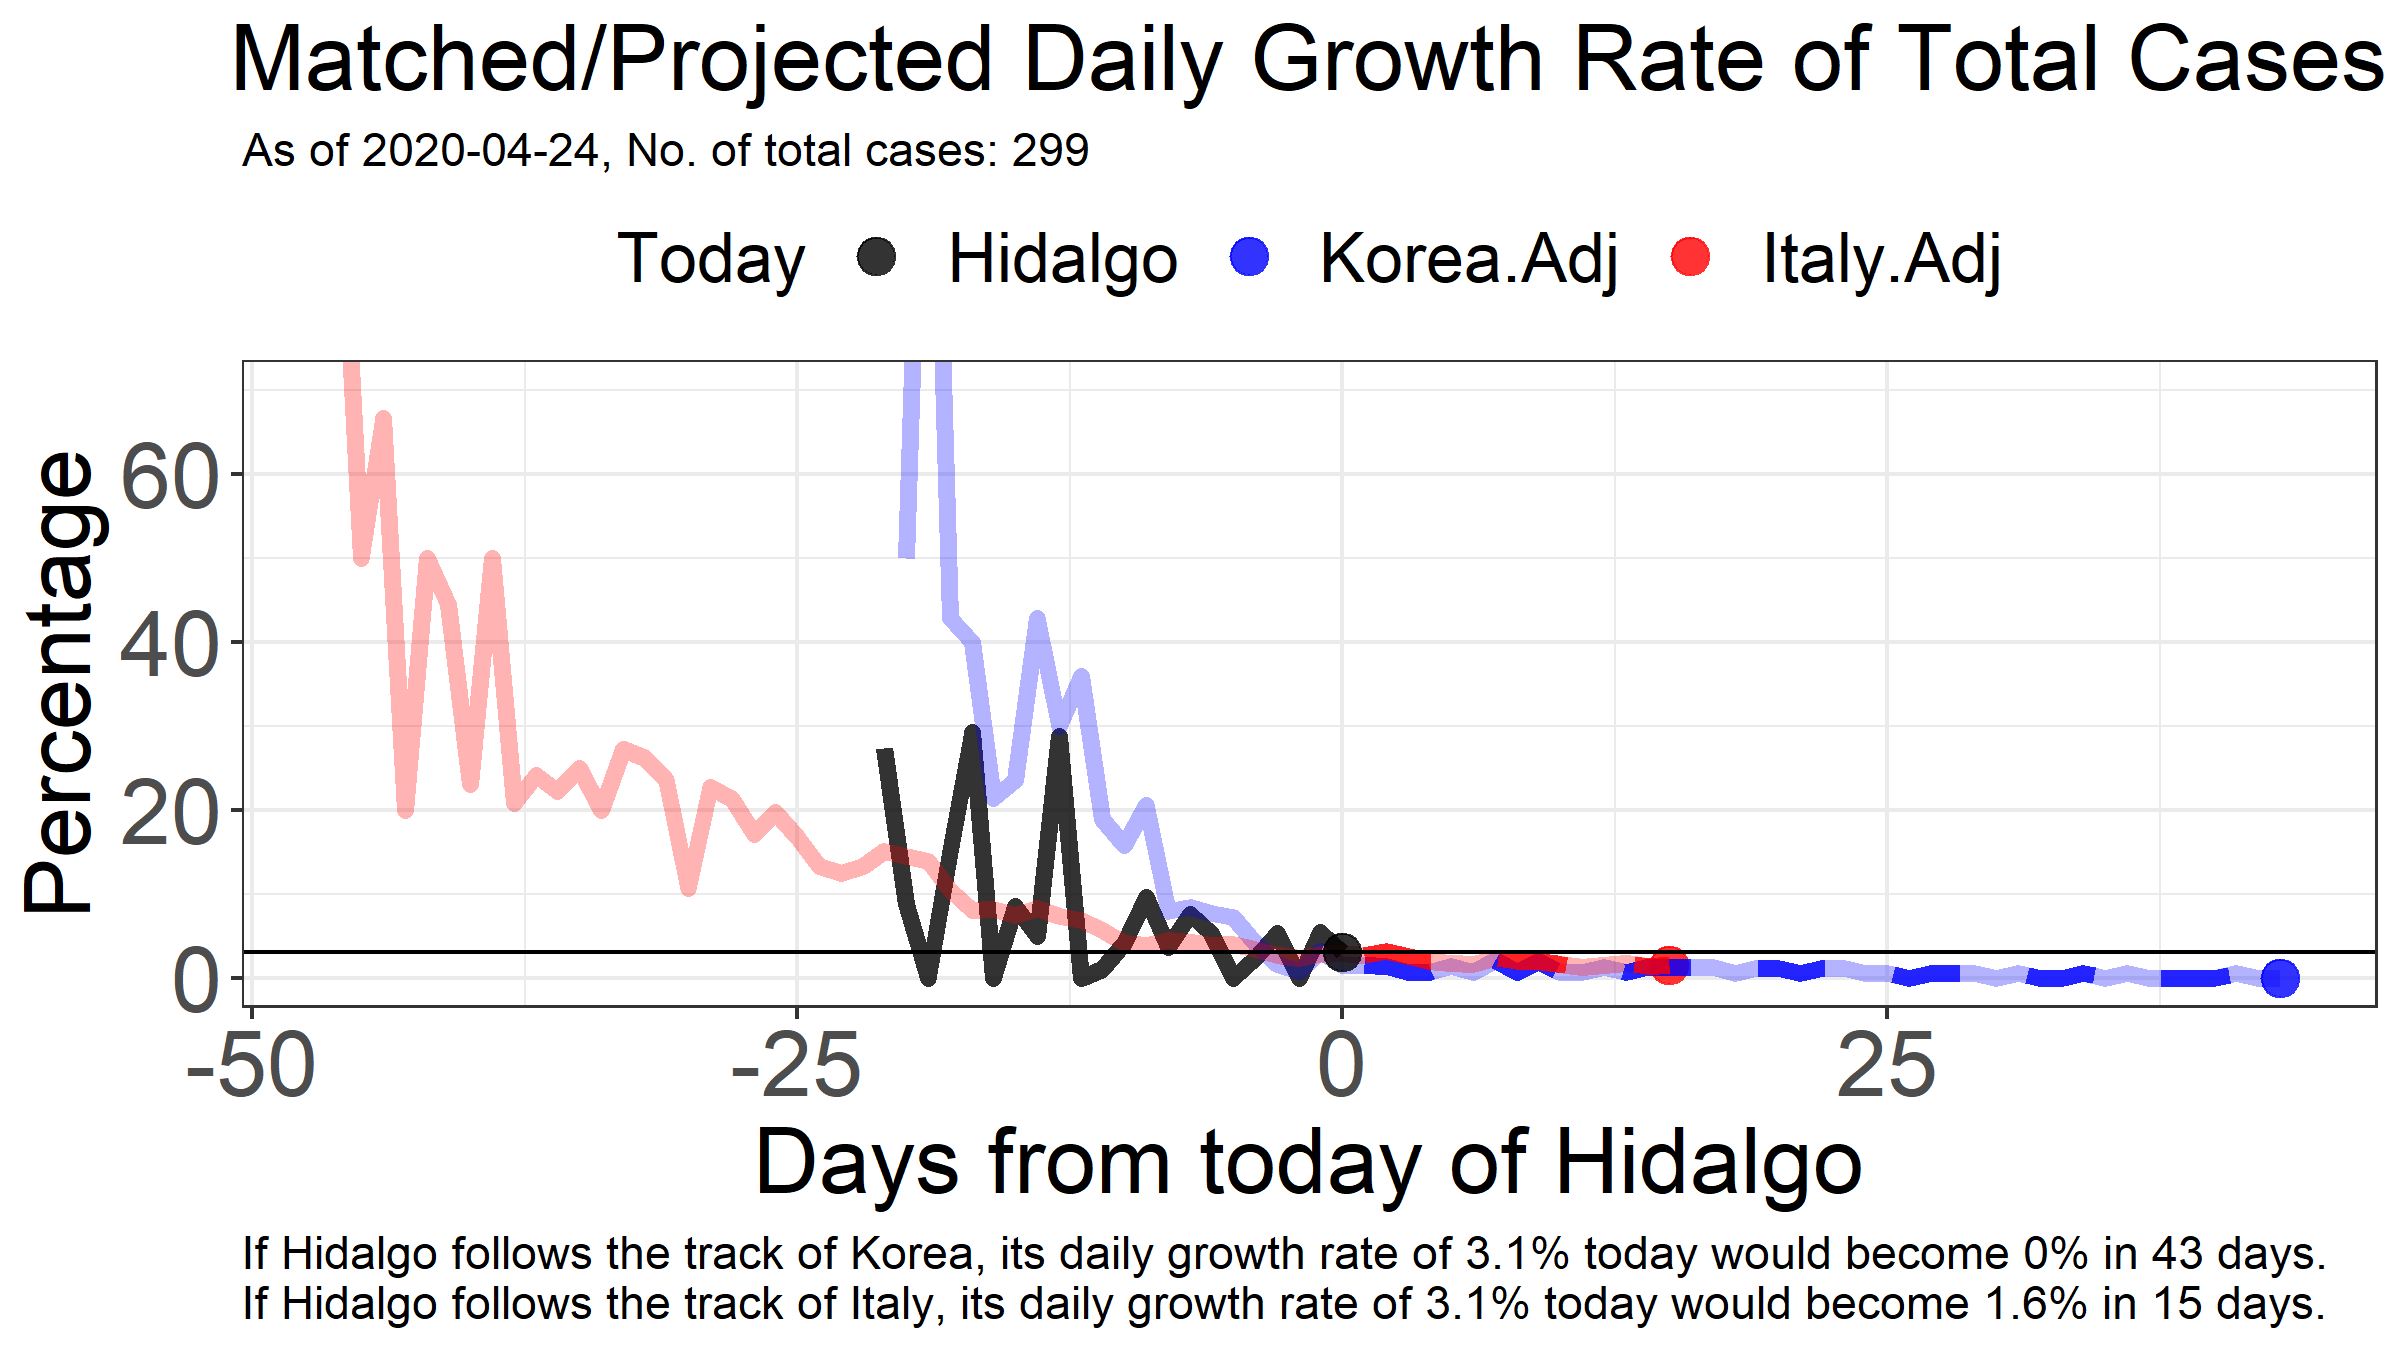 Matched/Projected Daily Growth Rate of Total Cases
As of 2020-04-24, No. of total cases: 299
Today Hidalgo Korea.Adj Italy.Adj
Percentage
60
40
20
0
-50 -25 0 25
Days from today of Hidalgo
If Hidalgo follows the track of Korea, its daily growth rate of 3.1% today would become 0% in 43 days.
If Hidalgo follows the track of Italy, its daily growth rate of 3.1% today would become 1.6% in 15 days.